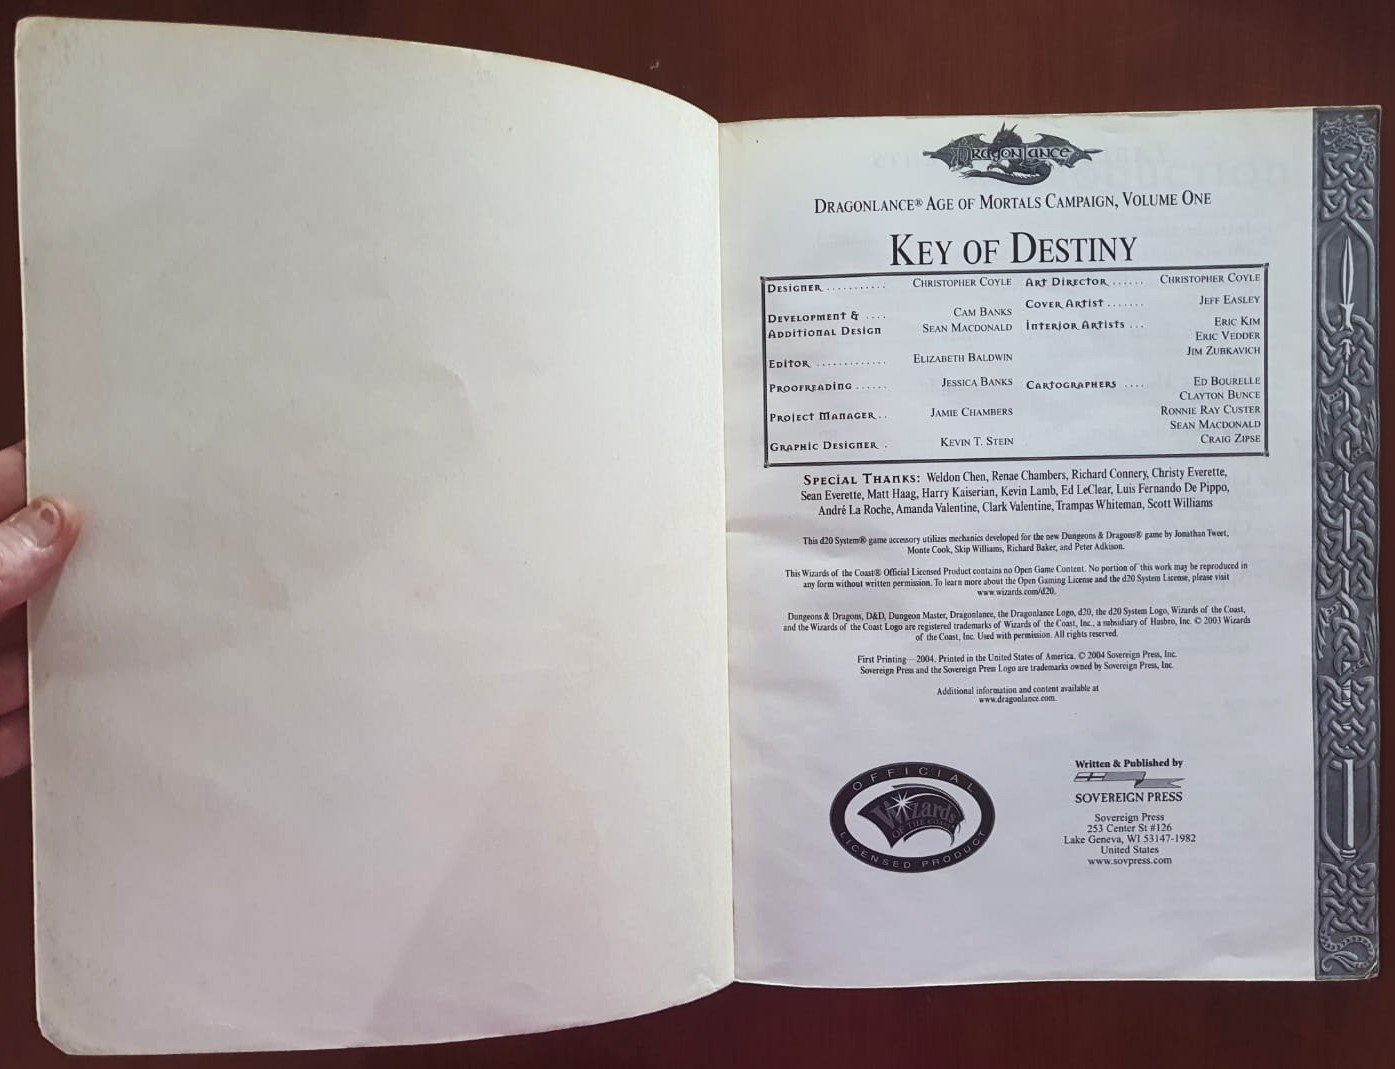 DRAGONLANCE
DRAGONLANCE® AGE OF MORTALS CAMPAIGN, VOLUME ONE
KEY OF DESTINY
DESIGNER ........... CHRISTOPHER COYLE
DEVELOPMENT & .... CAM BANKS
ADDITIONAL DESIGN SEAN MACDONALD
EDITOR ............. ELIZABETH BALDWIN
PROOFREADING ...... JESSICA BANKS
PROJECT MANAGER .. JAMIE CHAMBERS
GRAPHIC DESIGNER . KEVIN T. STEIN
ART DIRECTOR ...... CHRISTOPHER COYLE
COVER ARTIST ....... JEFF EASLEY
INTERIOR ARTISTS ... ERIC KIM
ERIC VEDDER
JIM ZUBKAVICH
CARTOGRAPHERS .... ED BOURELLE
CLAYTON BUNCE
RONNIE RAY CUSTER
SEAN MACDONALD
CRAIG ZIPSE
SPECIAL THANKS: Weldon Chen, Renae Chambers, Richard Connery, Christy Everette,
Sean Everette, Matt Haag, Harry Kaiserian, Kevin Lamb, Ed LeClear, Luis Fernando De Pippo,
André La Roche, Amanda Valentine, Clark Valentine, Trampas Whiteman, Scott Williams
This d20 System® game accessory utilizes mechanics developed for the new Dungeons & Dragons® game by Jonathan Tweet,
Monte Cook, Skip Williams, Richard Baker, and Peter Adkison.
This Wizards of the Coast® Official Licensed Product contains no Open Game Content. No portion of this work may be reproduced in
any form without written permission. To learn more about the Open Gaming License and the d20 System License, please visit
www.wizards.com/d20.
Dungeons & Dragons, D&D, Dungeon Master, Dragonlance, the Dragonlance Logo, d20, the d20 System Logo, Wizards of the Coast,
and the Wizards of the Coast Logo are registered trademarks of Wizards of the Coast, Inc., a subsidiary of Hasbro, Inc. © 2003 Wizards
of the Coast, Inc. Used with permission. All rights reserved.
First Printing—2004. Printed in the United States of America. © 2004 Sovereign Press, Inc.
Sovereign Press and the Sovereign Press Logo are trademarks owned by Sovereign Press, Inc.
Additional information and content available at
www.dragonlance.com.
OFFICIAL
Wizards
OF THE COAST
LICENSED PRODUCT
Written & Published by
SOVEREIGN PRESS
Sovereign Press
253 Center St #126
Lake Geneva, WI 53147-1982
United States
www.sovpress.com